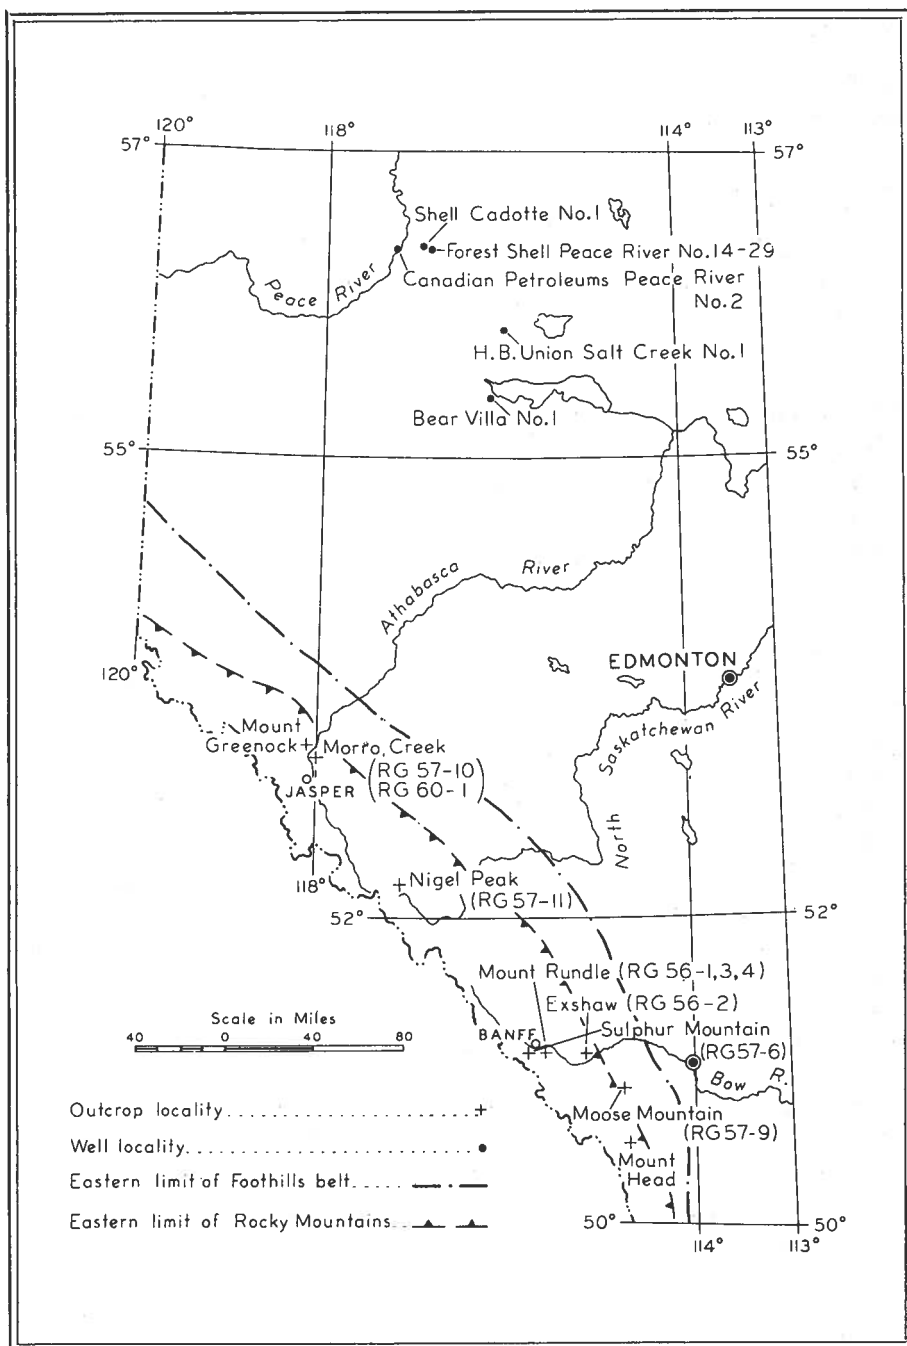 120°
118°
114°
113°
57°
57°
Shell Cadotte No.1
Forest Shell Peace River No.14-29
Canadian Petroleums Peace River
No.2
Peace River
H.B. Union Salt Creek No.1
Bear Villa No.1
55°
55°
Athabasca River
120°
EDMONTON
Mount
Greenock
Morro Creek
(RG 57-10
RG 60-1)
JASPER
North Saskatchewan River
118°
Nigel Peak
(RG57-11)
52°
52°
Mount Rundle (RG 56-1,3,4)
Exshaw (RG 56-2)
Scale in Miles
40 0 40 80
BANFF
Sulphur Mountain
(RG57-6)
Bow R.
Moose Mountain
(RG57-9)
Mount
Head
Outcrop locality
Well locality
Eastern limit of Foothills belt
Eastern limit of Rocky Mountains
50°
50°
114°
113°